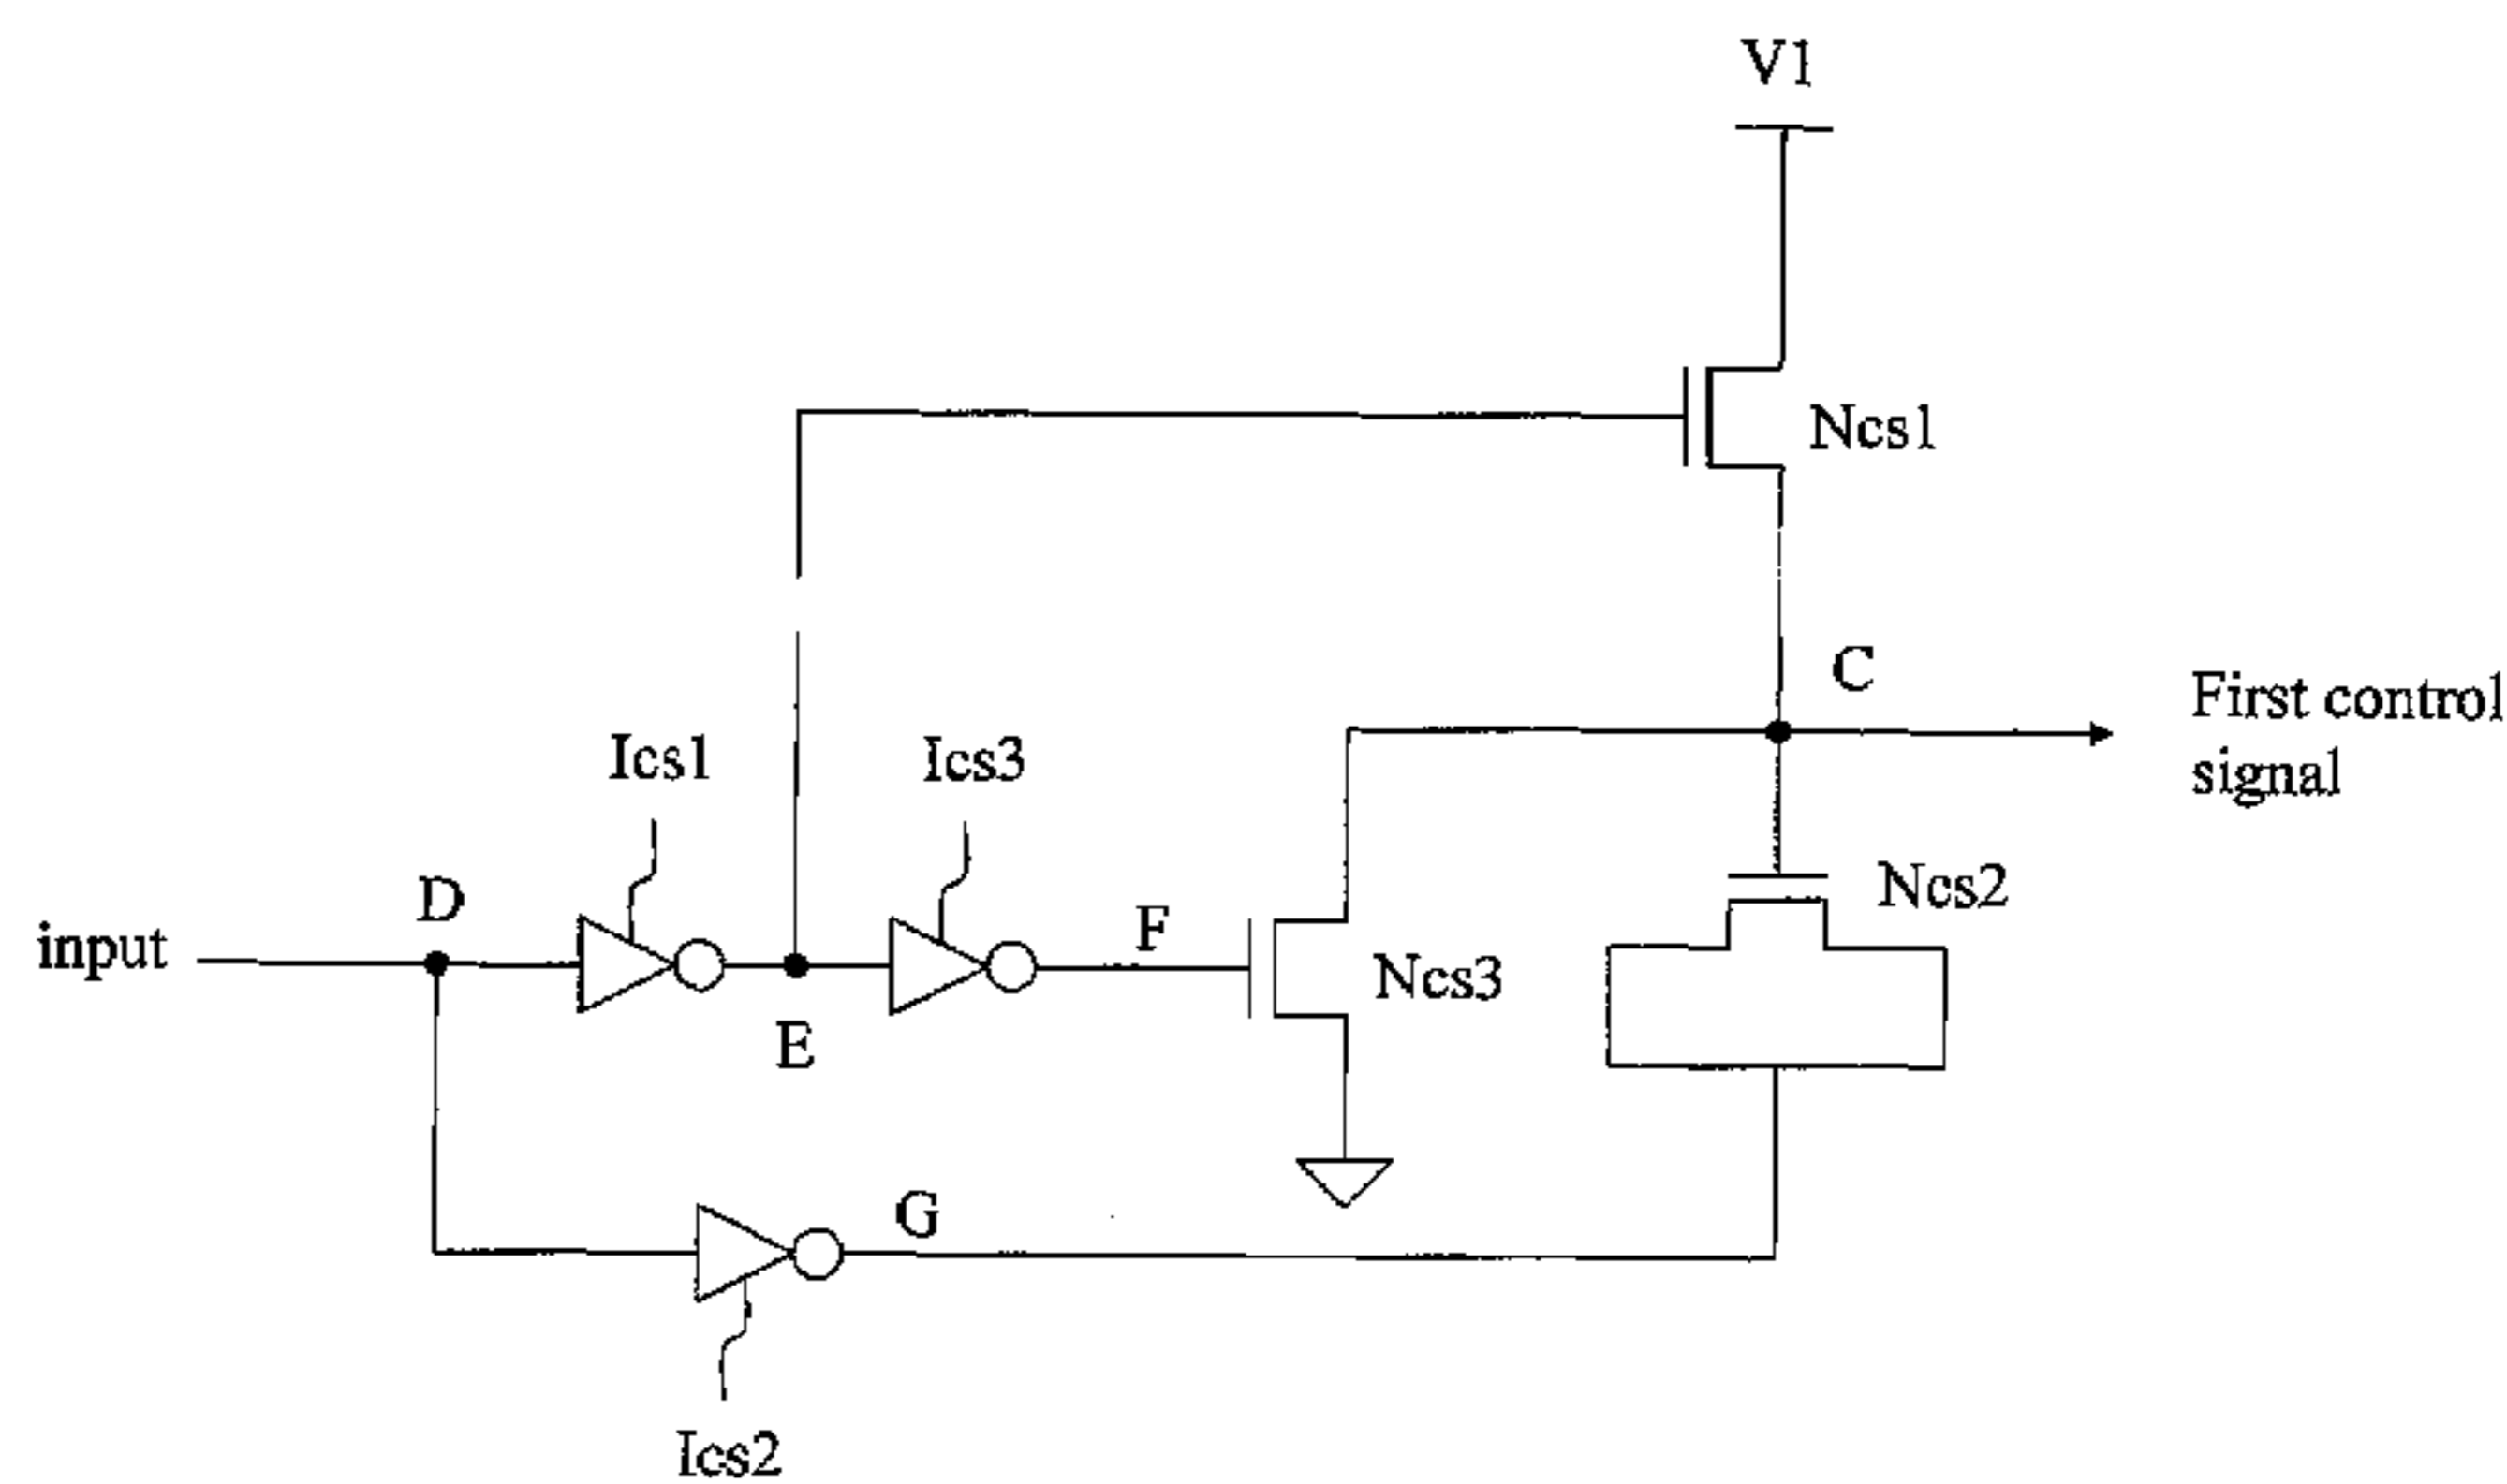 V1
Ncs1
C
First control
signal
Ics1
Ics3
Ncs2
D
F
input
Ncs3
E
G
Ics2